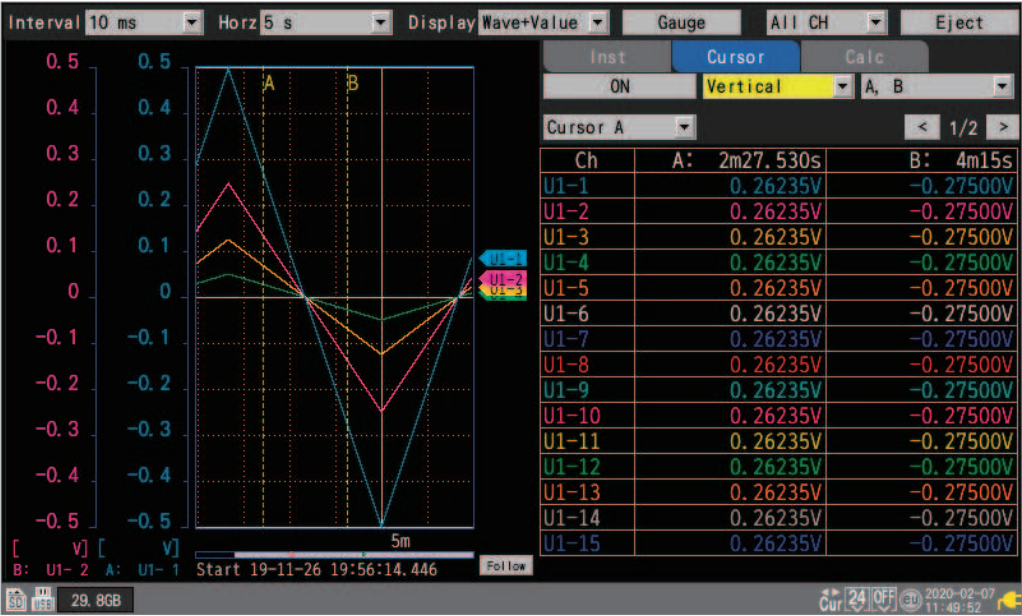 Interval 10 ms Horz 5 s Display Wave+Value Gauge All CH Eject
Inst Cursor Calc
ON Vertical A, B
Cursor A < 1/2 >
Ch A: 2m27.530s B: 4m15s
U1-1 0.26235V -0.27500V
U1-2 0.26235V -0.27500V
U1-3 0.26235V -0.27500V
U1-4 0.26235V -0.27500V
U1-5 0.26235V -0.27500V
U1-6 0.26235V -0.27500V
U1-7 0.26235V -0.27500V
U1-8 0.26235V -0.27500V
U1-9 0.26235V -0.27500V
U1-10 0.26235V -0.27500V
U1-11 0.26235V -0.27500V
U1-12 0.26235V -0.27500V
U1-13 0.26235V -0.27500V
U1-14 0.26235V -0.27500V
U1-15 0.26235V -0.27500V
0.5 0.5
A B
0.4 0.4
0.3 0.3
0.2 0.2
0.1 0.1
U1-1
U1-2
U1-3
0 0
-0.1 -0.1
-0.2 -0.2
-0.3 -0.3
-0.4 -0.4
-0.5 -0.5
5m
[ V] [ V]
B: U1- 2 A: U1- 1 Start 19-11-26 19:56:14.446 Follow
SD USB 29.8GB Cur 24 OFF eu 2020-02-07
11:49:52